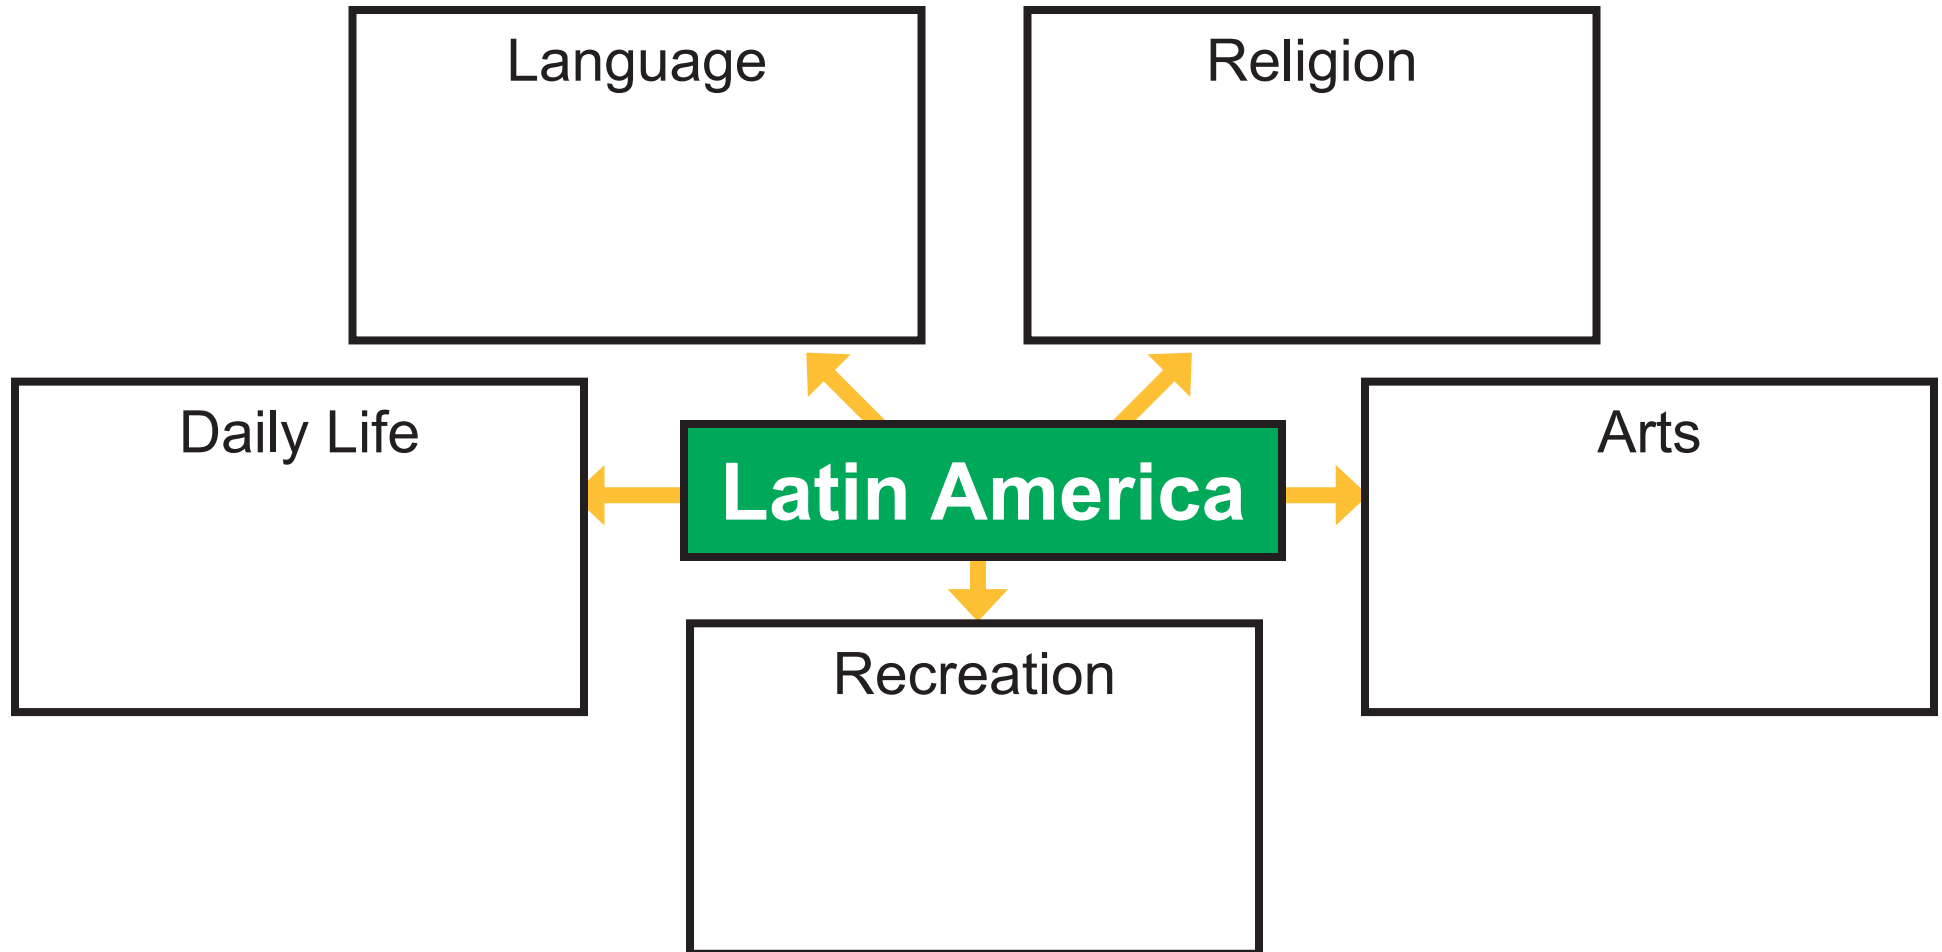 Language
Religion
Daily Life
Latin America
Arts
Recreation